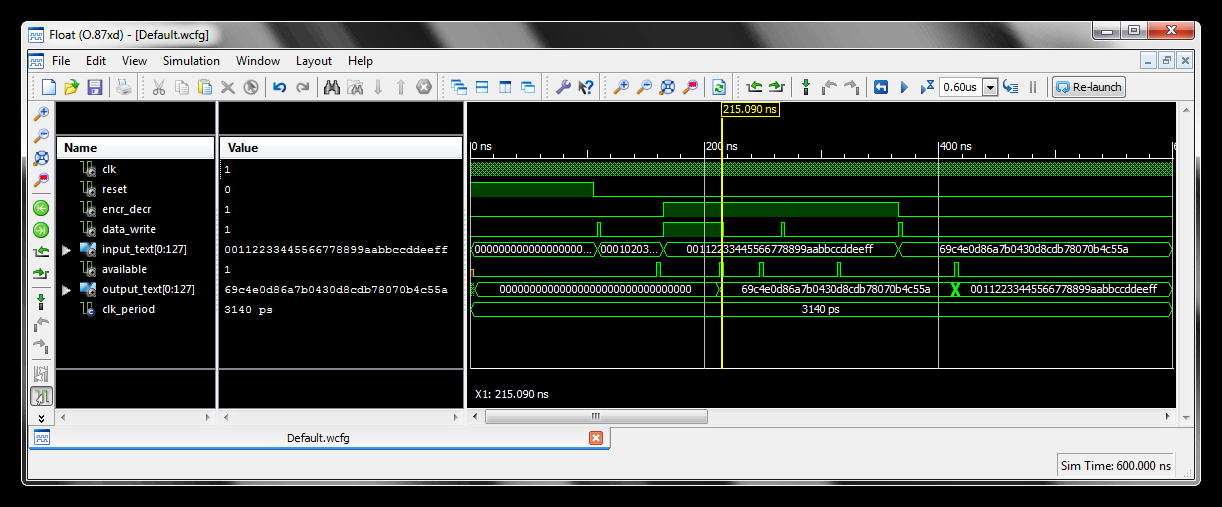 Float (O.87xd) - [Default.wcfg]
File Edit View Simulation Window Layout Help
0.60us Re-launch
215.090 ns
Name Value
0 ns 200 ns 400 ns 6
clk 1
reset 0
encr_decr 1
data_write 1
input_text[0:127] 00112233445566778899aabbccddeeff 000000000000000000... 00010203... 00112233445566778899aabbccddeeff 69c4e0d86a7b0430d8cdb78070b4c55a
available 1
output_text[0:127] 69c4e0d86a7b0430d8cdb78070b4c55a 00000000000000000000000000000000 69c4e0d86a7b0430d8cdb78070b4c55a 00112233445566778899aabbccddeeff
clk_period 3140 ps 3140 ps
X1: 215.090 ns
Default.wcfg
Sim Time: 600.000 ns